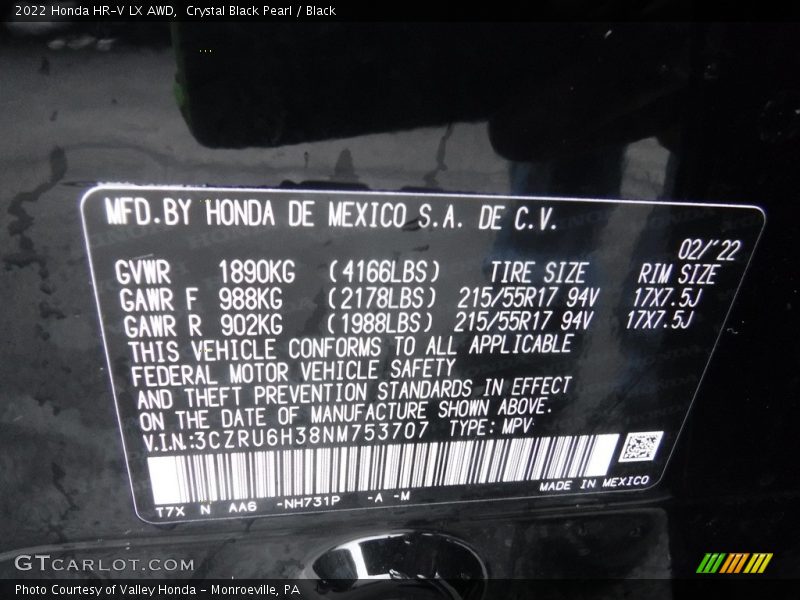 2022 Honda HR-V LX AWD, Crystal Black Pearl / Black
MFD.BY HONDA DE MEXICO S.A. DE C.V.
02/'22
GVWR 1890KG (4166LBS) TIRE SIZE RIM SIZE
GAWR F 988KG (2178LBS) 215/55R17 94V 17X7.5J
GAWR R 902KG (1988LBS) 215/55R17 94V 17X7.5J
THIS VEHICLE CONFORMS TO ALL APPLICABLE
FEDERAL MOTOR VEHICLE SAFETY
AND THEFT PREVENTION STANDARDS IN EFFECT
ON THE DATE OF MANUFACTURE SHOWN ABOVE.
V.I.N:3CZRU6H38NM753707 TYPE: MPV
T7X N AA6 -NH731P -A -M MADE IN MEXICO
GTCARLOT.COM
Photo Courtesy of Valley Honda - Monroeville, PA